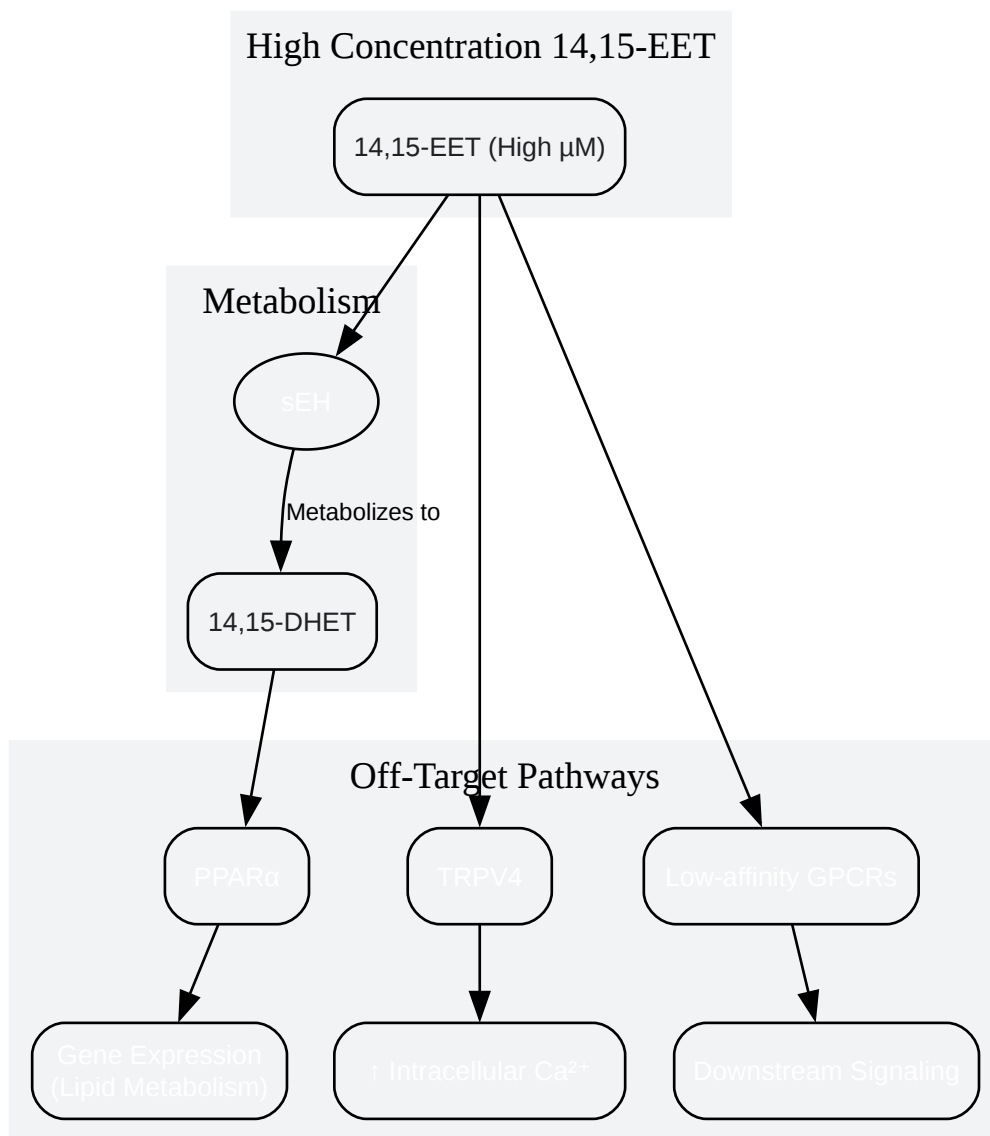 High Concentration 14,15-EET
14,15-EET (High µM)
Metabolism
sEH
Metabolizes to
14,15-DHET
Off-Target Pathways
PPARα
TRPV4
Low-affinity GPCRs
Gene Expression
(Lipid Metabolism)
↑ Intracellular Ca²⁺
Downstream Signaling